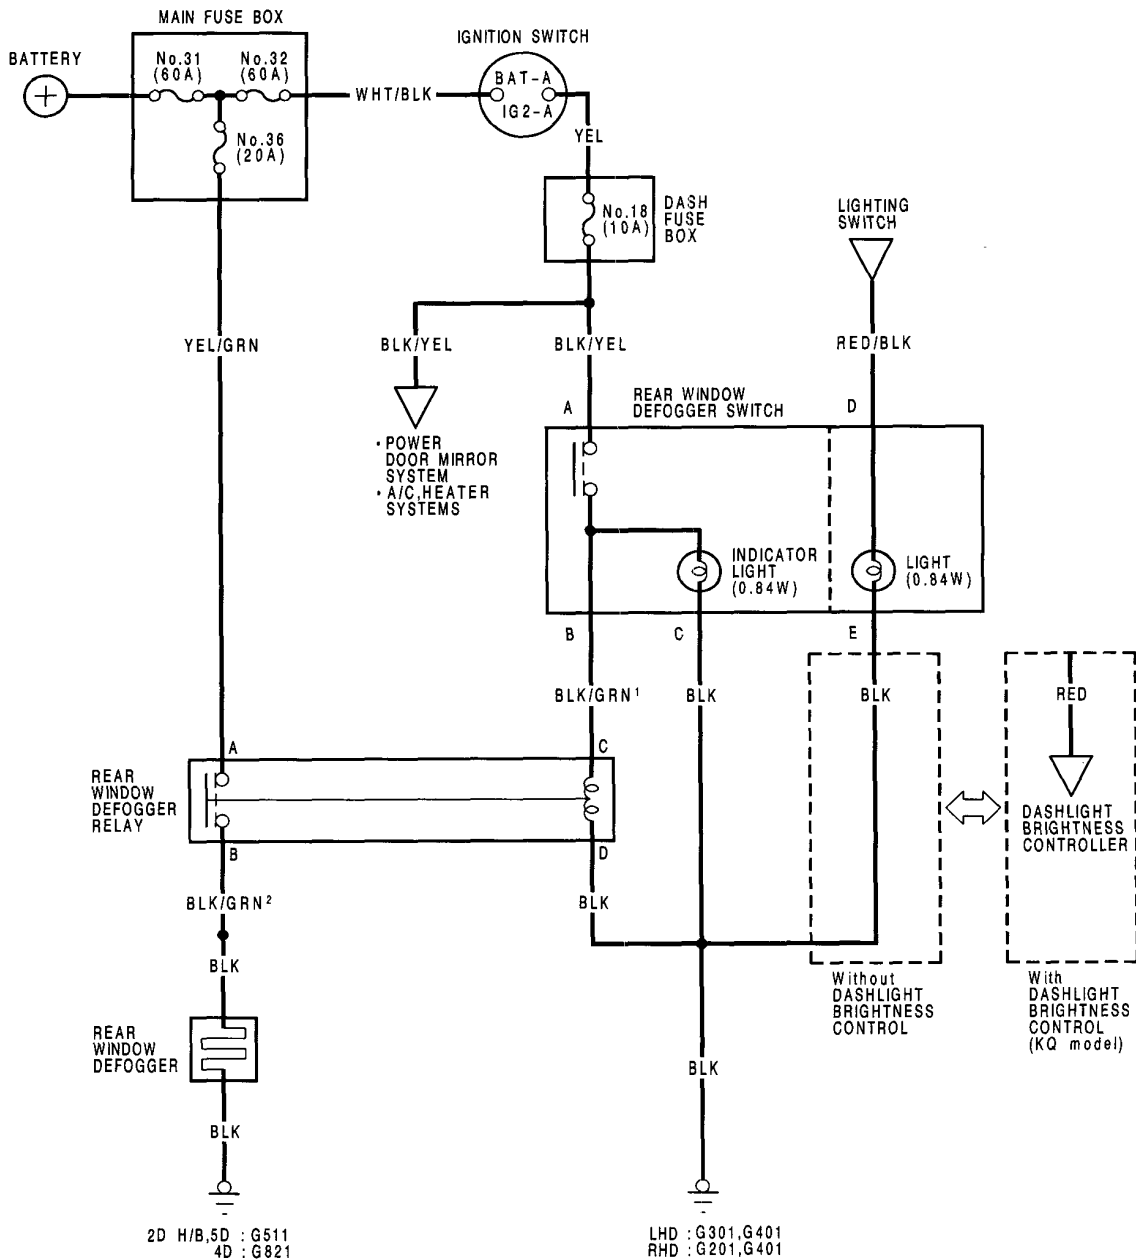 MAIN FUSE BOX
BATTERY
No.31
(60A)
No.32
(60A)
No.36
(20A)
WHT/BLK
IGNITION SWITCH
BAT-A
IG2-A
YEL
No.18
(10A)
DASH
FUSE
BOX
LIGHTING
SWITCH
YEL/GRN
BLK/YEL
BLK/YEL
RED/BLK
• POWER
DOOR MIRROR
SYSTEM
• A/C,HEATER
SYSTEMS
A
REAR WINDOW
DEFOGGER SWITCH
D
INDICATOR
LIGHT
(0.84W)
LIGHT
(0.84W)
B
C
E
BLK/GRN¹
BLK
BLK
RED
A
C
REAR
WINDOW
DEFOGGER
RELAY
B
D
DASHLIGHT
BRIGHTNESS
CONTROLLER
BLK/GRN²
BLK
BLK
Without
DASHLIGHT
BRIGHTNESS
CONTROL
With
DASHLIGHT
BRIGHTNESS
CONTROL
(KQ model)
REAR
WINDOW
DEFOGGER
BLK
BLK
2D H/B,5D : G511
4D : G821
LHD : G301,G401
RHD : G201,G401